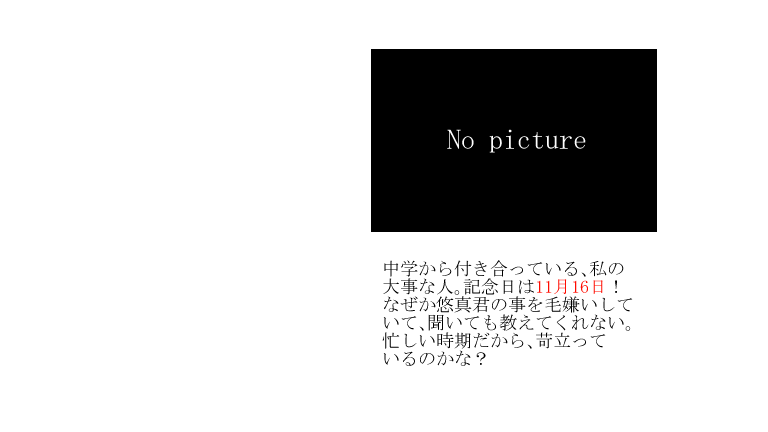 No picture
中学から付き合っている、私の
大事な人。記念日は11月16日！
なぜか悠真君の事を毛嫌いして
いて、聞いても教えてくれない。
忙しい時期だから、苛立って
いるのかな？